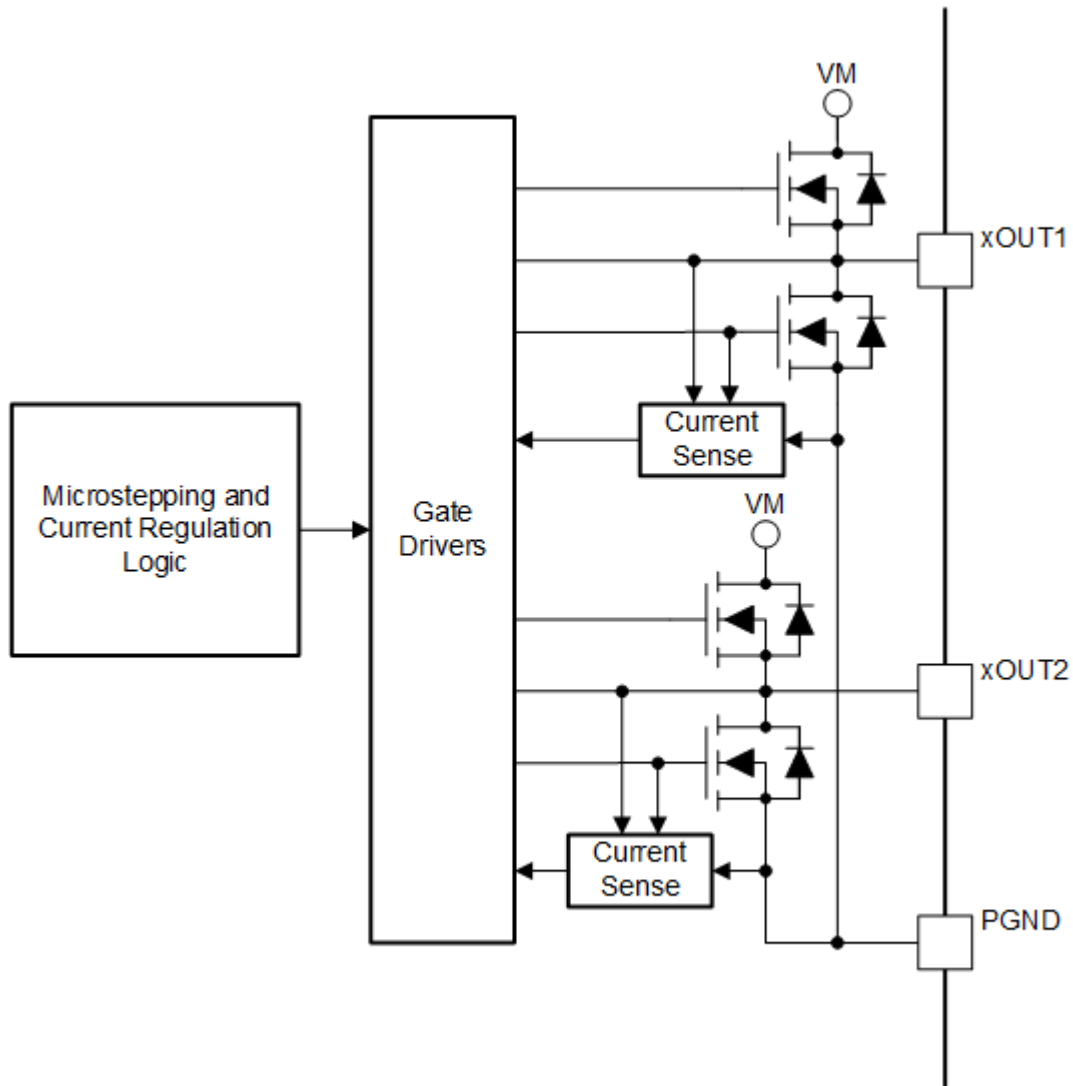 VM
xOUT1
Current
Sense
Microstepping and
Current Regulation
Logic
Gate
Drivers
VM
xOUT2
Current
Sense
PGND